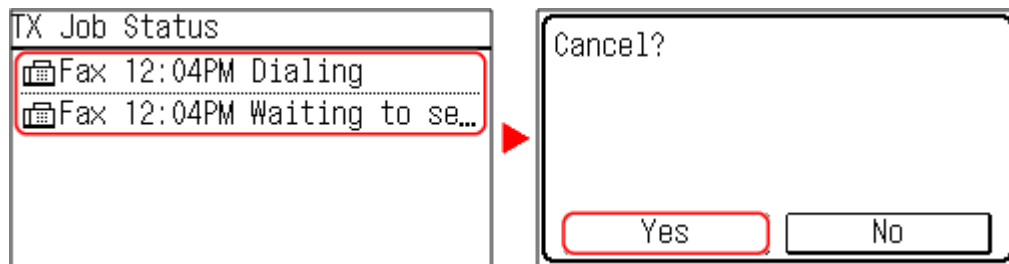 TX Job Status
Fax 12:04PM Dialing
Fax 12:04PM Waiting to se…
Cancel?
Yes
No